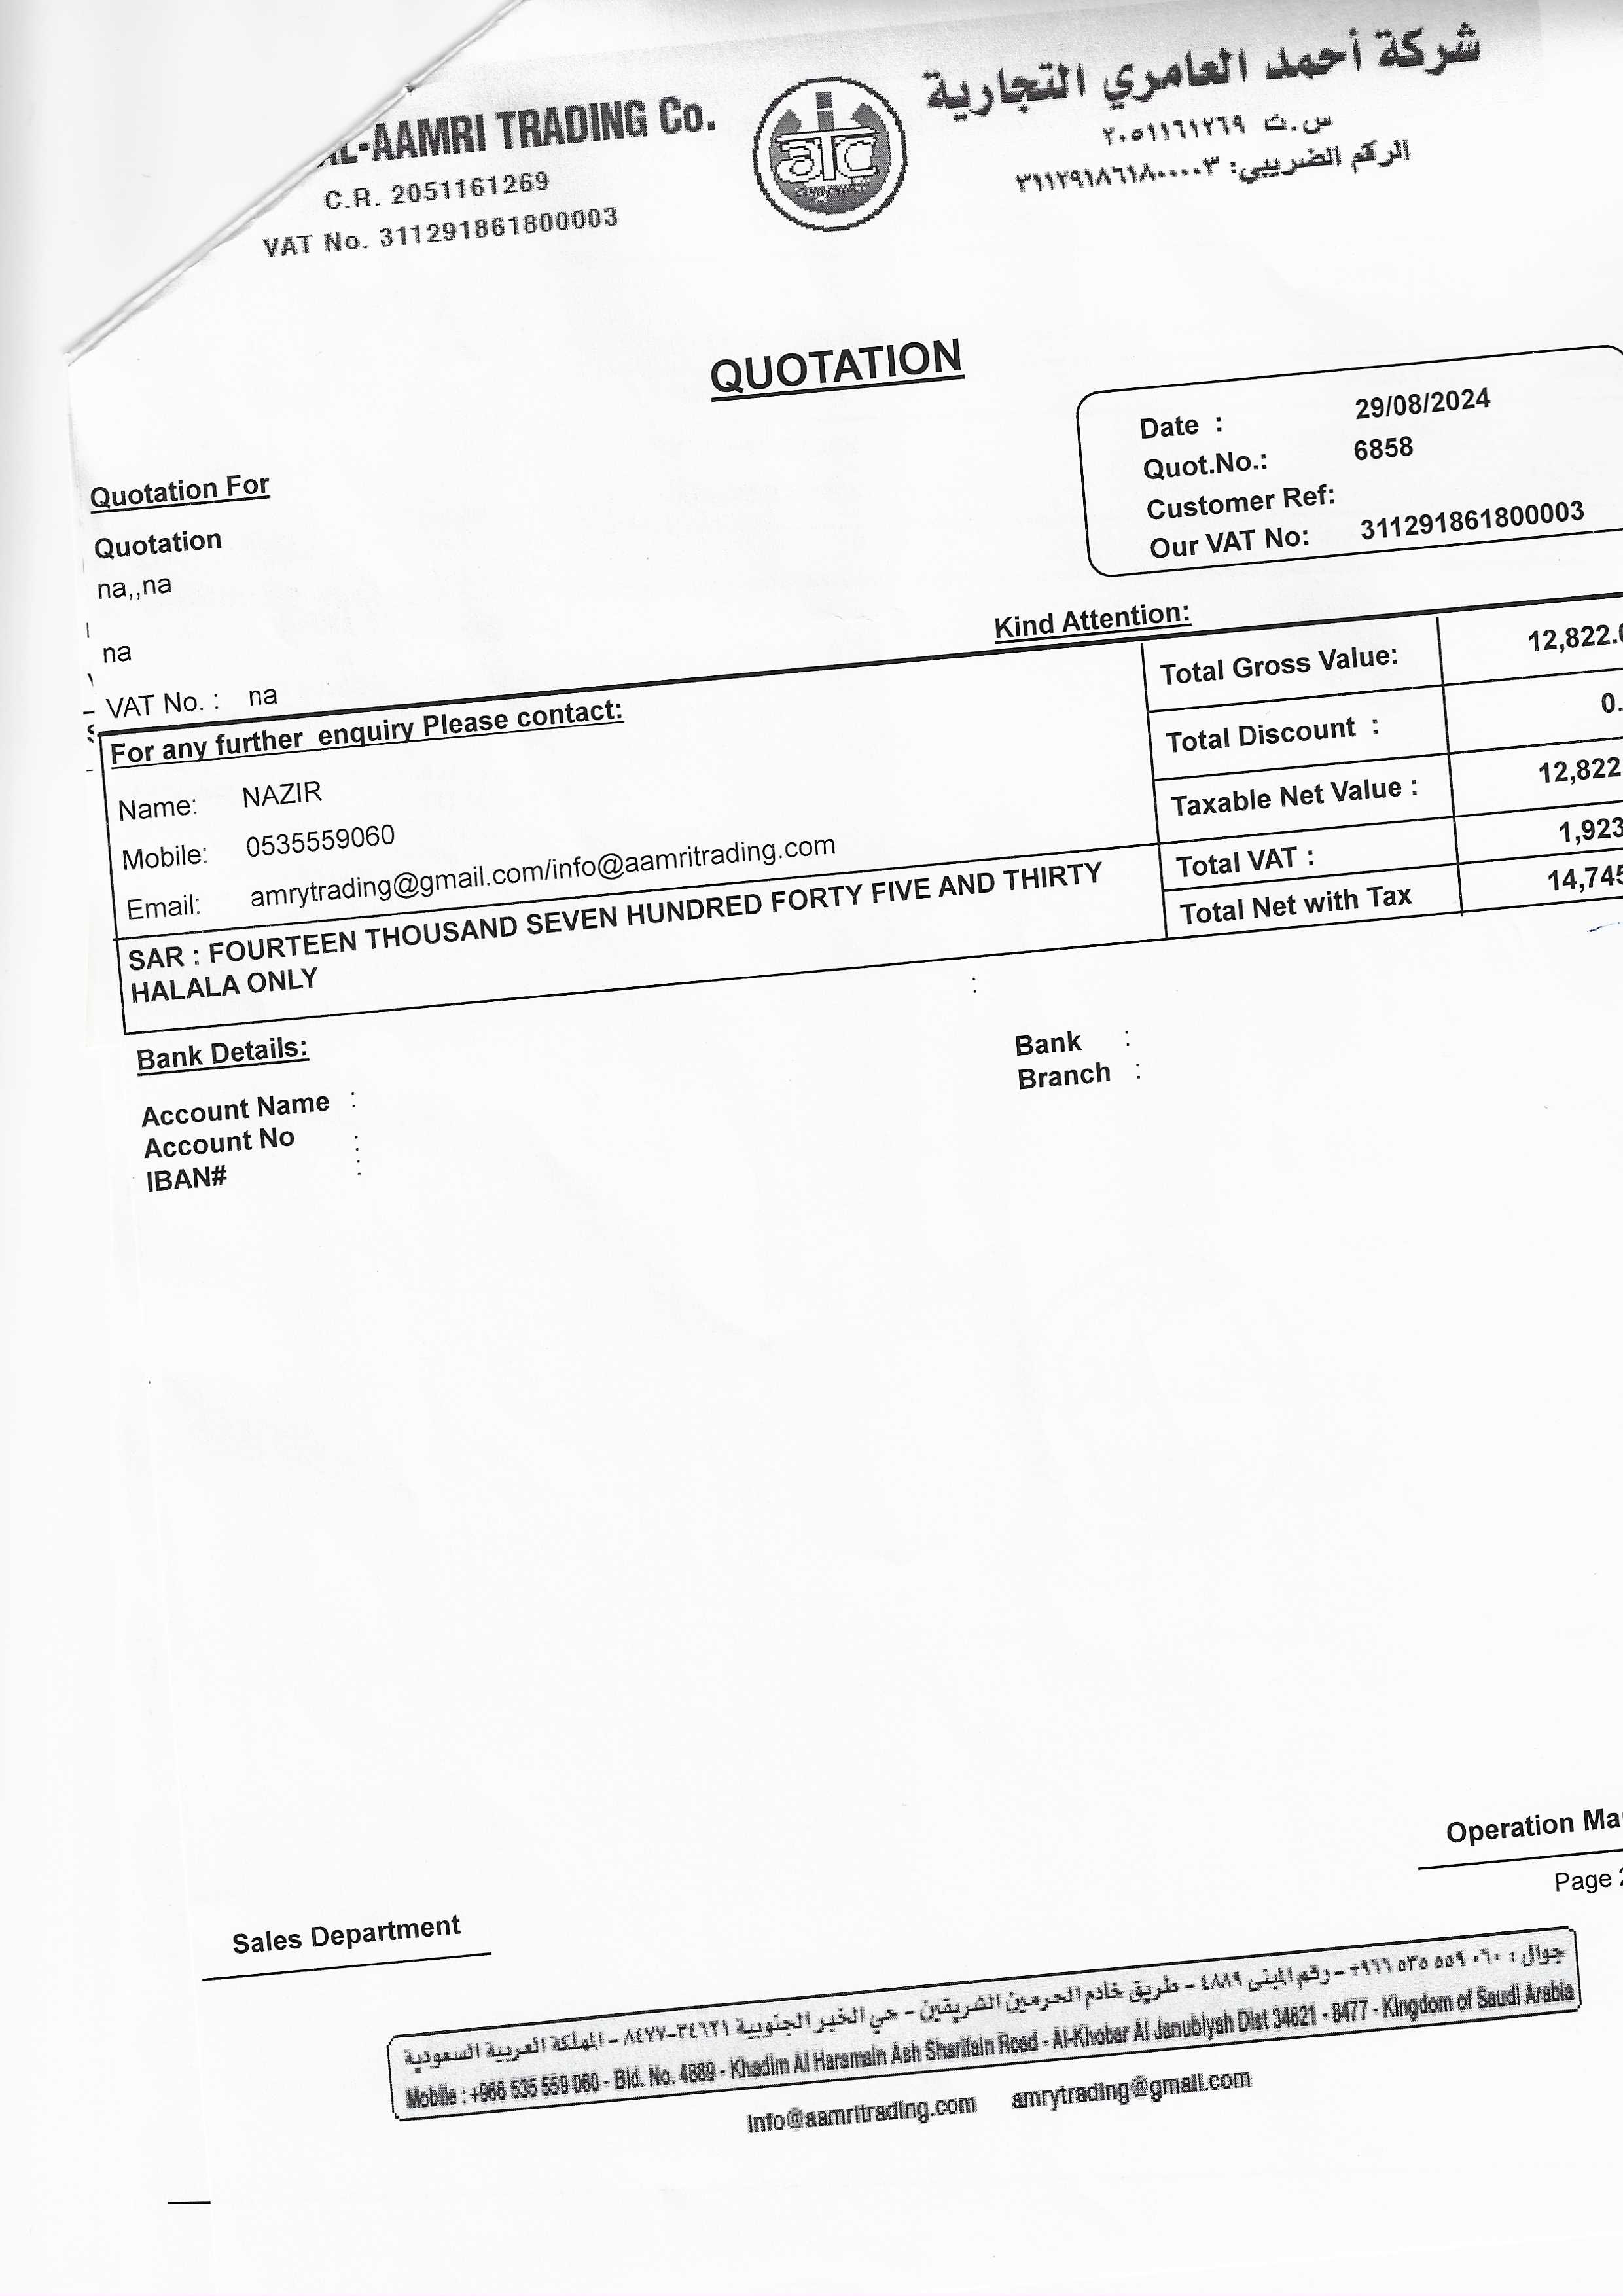 AL-AAMRI TRADING Co.
C.R. 2051161269
VAT No. 311291861800003
atc
شركة أحمد العامري التجارية
س.ت ٢٠٥١١٦١٢٦٩
الرقم الضريبي: ٣١١٢٩١٨٦١٨٠٠٠٠٣
QUOTATION
Date : 29/08/2024
Quot.No.: 6858
Customer Ref:
Our VAT No: 311291861800003
Quotation For
Quotation
na,,na
na
VAT No. : na
Kind Attention:
For any further enquiry Please contact:
Name: NAZIR
Mobile: 0535559060
Email: amrytrading@gmail.com/info@aamritrading.com
SAR : FOURTEEN THOUSAND SEVEN HUNDRED FORTY FIVE AND THIRTY
HALALA ONLY
Total Gross Value: 12,822.
Total Discount : 0.
Taxable Net Value : 12,822
Total VAT : 1,923
Total Net with Tax 14,745
:
Bank Details:
Account Name :
Account No :
IBAN# :
Bank :
Branch :
Operation Ma
Page 2
Sales Department
جوال : ٠٦٠ ٥٥٩ ٥٣٥ ٩٦٦+ – رقم المبنى ٤٨٨٩ – طريق خادم الحرمين الشريفين – حي الخبر الجنوبية ٣٤٦٢١–٨٤٧٧ – المملكة العربية السعودية
Mobile : +966 535 559 060 - Bld. No. 4889 - Khadim Al Haramain Ash Sharifain Road - Al-Khobar Al Janubiyah Dist 34621 - 8477 - Kingdom of Saudi Arabia
info@aamritrading.com amrytrading@gmail.com